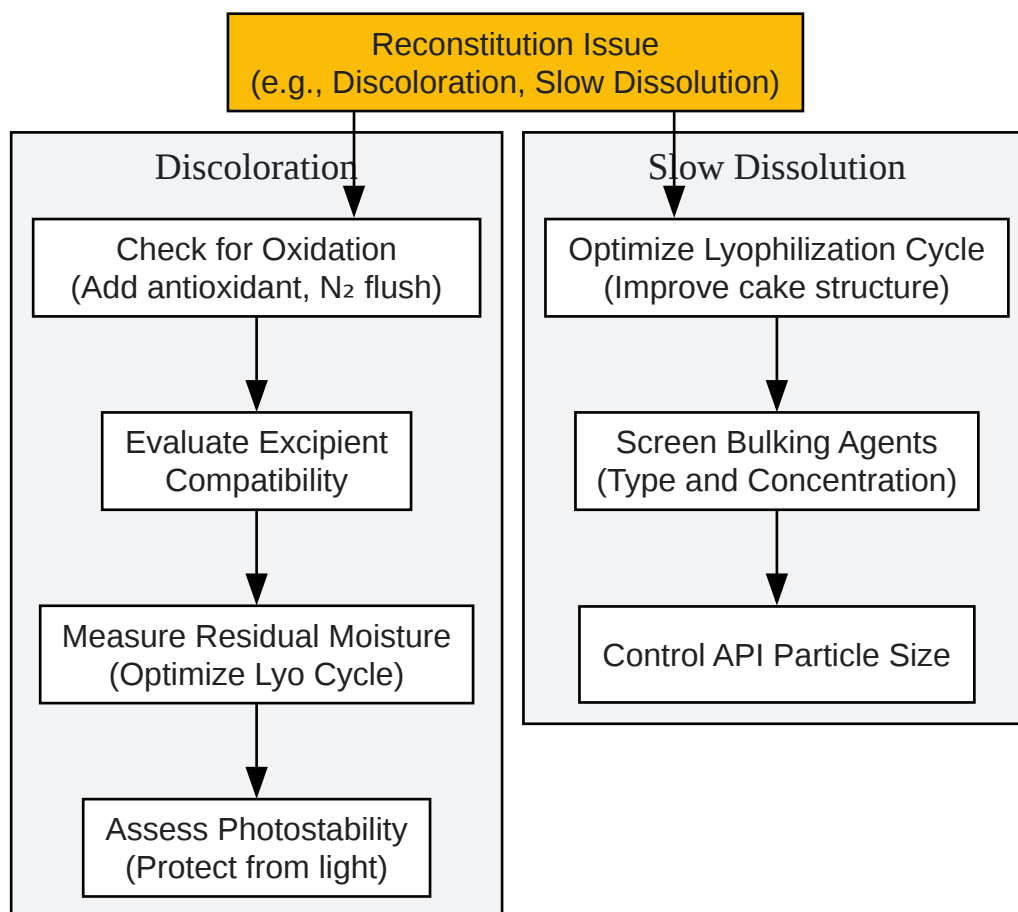 Reconstitution Issue
(e.g., Discoloration, Slow Dissolution)
Discoloration
Check for Oxidation
(Add antioxidant, N₂ flush)
Evaluate Excipient
Compatibility
Measure Residual Moisture
(Optimize Lyo Cycle)
Assess Photostability
(Protect from light)
Slow Dissolution
Optimize Lyophilization Cycle
(Improve cake structure)
Screen Bulking Agents
(Type and Concentration)
Control API Particle Size